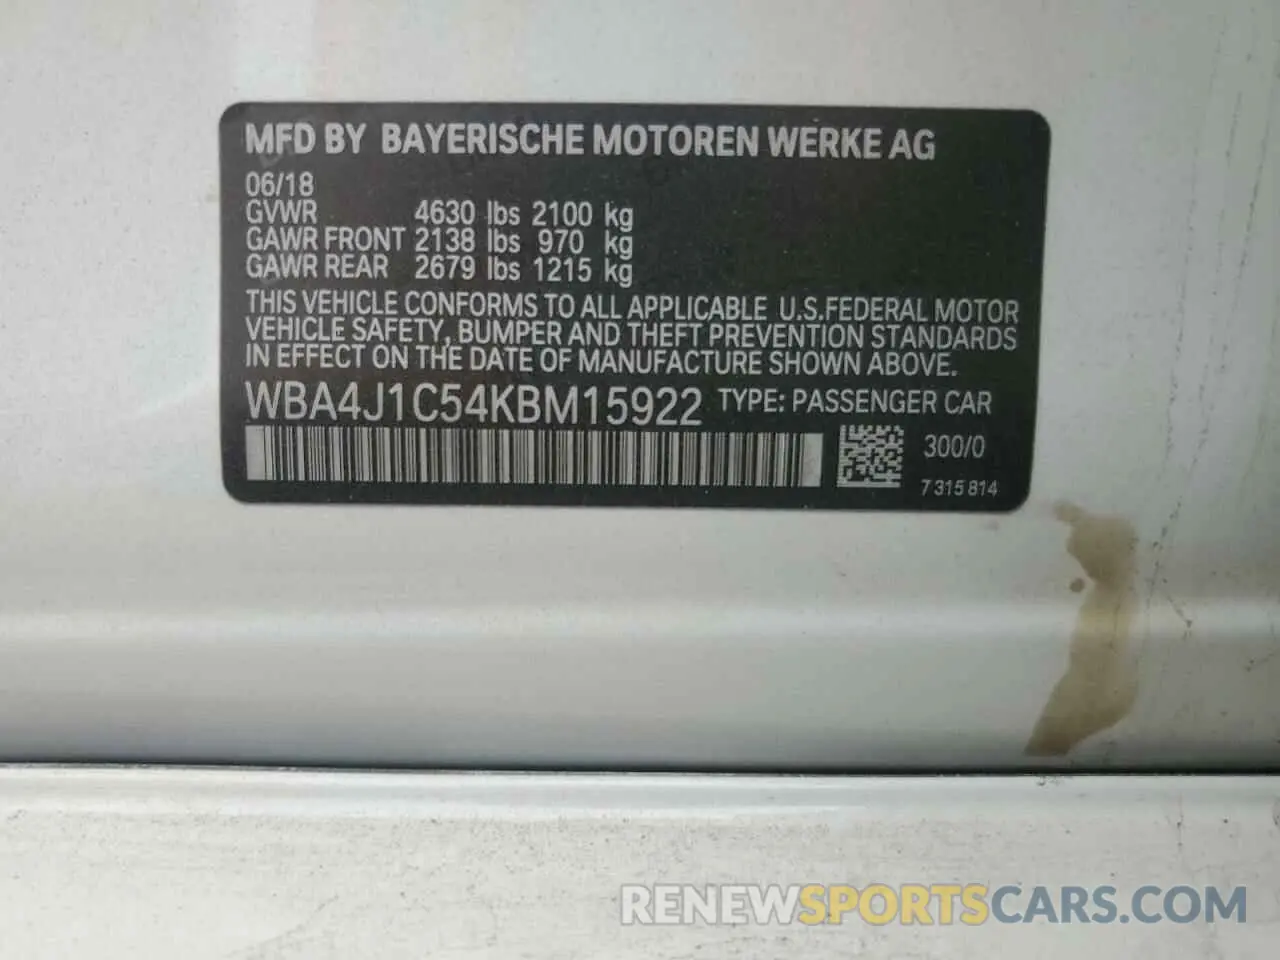 MFD BY BAYERISCHE MOTOREN WERKE AG
06/18
GVWR 4630 lbs 2100 kg
GAWR FRONT 2138 lbs 970 kg
GAWR REAR 2679 lbs 1215 kg
THIS VEHICLE CONFORMS TO ALL APPLICABLE U.S.FEDERAL MOTOR
VEHICLE SAFETY, BUMPER AND THEFT PREVENTION STANDARDS
IN EFFECT ON THE DATE OF MANUFACTURE SHOWN ABOVE.
WBA4J1C54KBM15922 TYPE: PASSENGER CAR
300/0
7315814
RENEWSPORTSCARS.COM